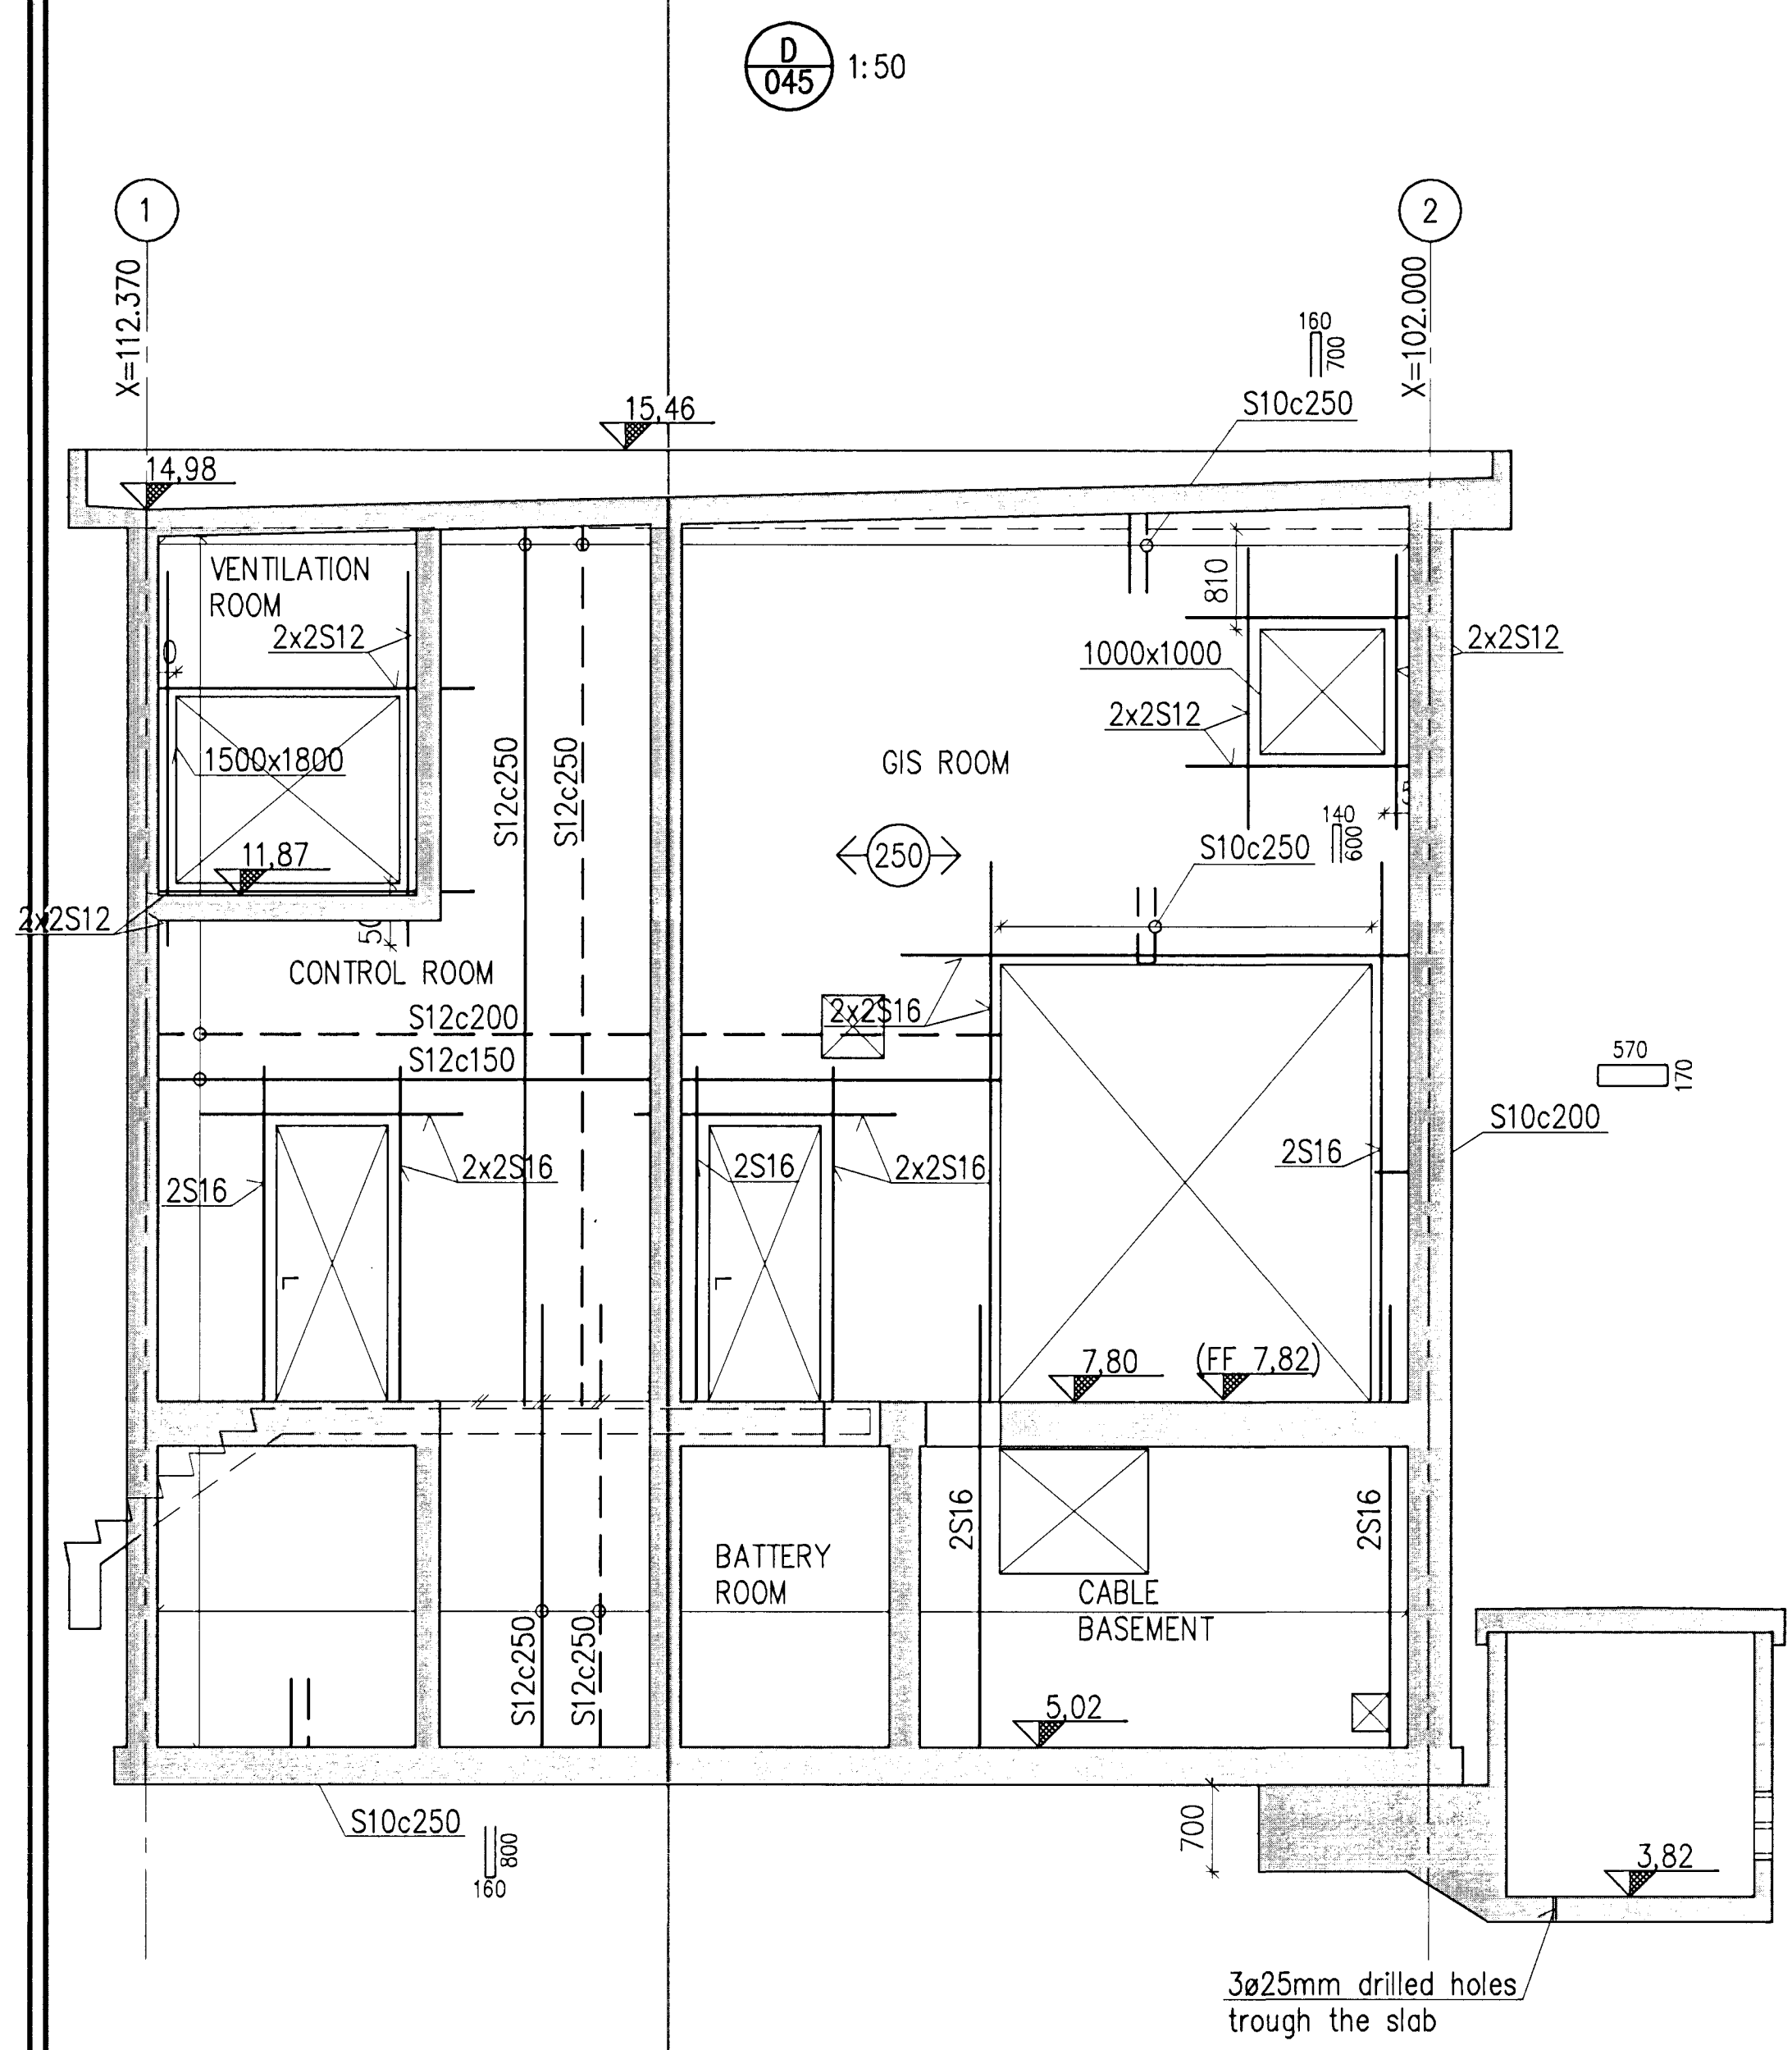 D
045
1:50
1
2
X=112.370
X=102.000
160
700
S10c250
15,46
14,98
VENTILATION
ROOM
2x2S12
810
1000x1000
2x2S12
2x2S12
0
1500x1800
S12c250
S12c250
GIS ROOM
250
140
600
S10c250
11,87
2x2S12
50
CONTROL ROOM
S12c200
2x2S16
S12c150
570
170
S10c200
2S16
2x2S16
2S16
2x2S16
2S16
7,80
(FF 7,82)
2S16
2S16
BATTERY
ROOM
CABLE
BASEMENT
S12c250
S12c250
5,02
S10c250
800
160
700
3,82
3ø25mm drilled holes
trough the slab